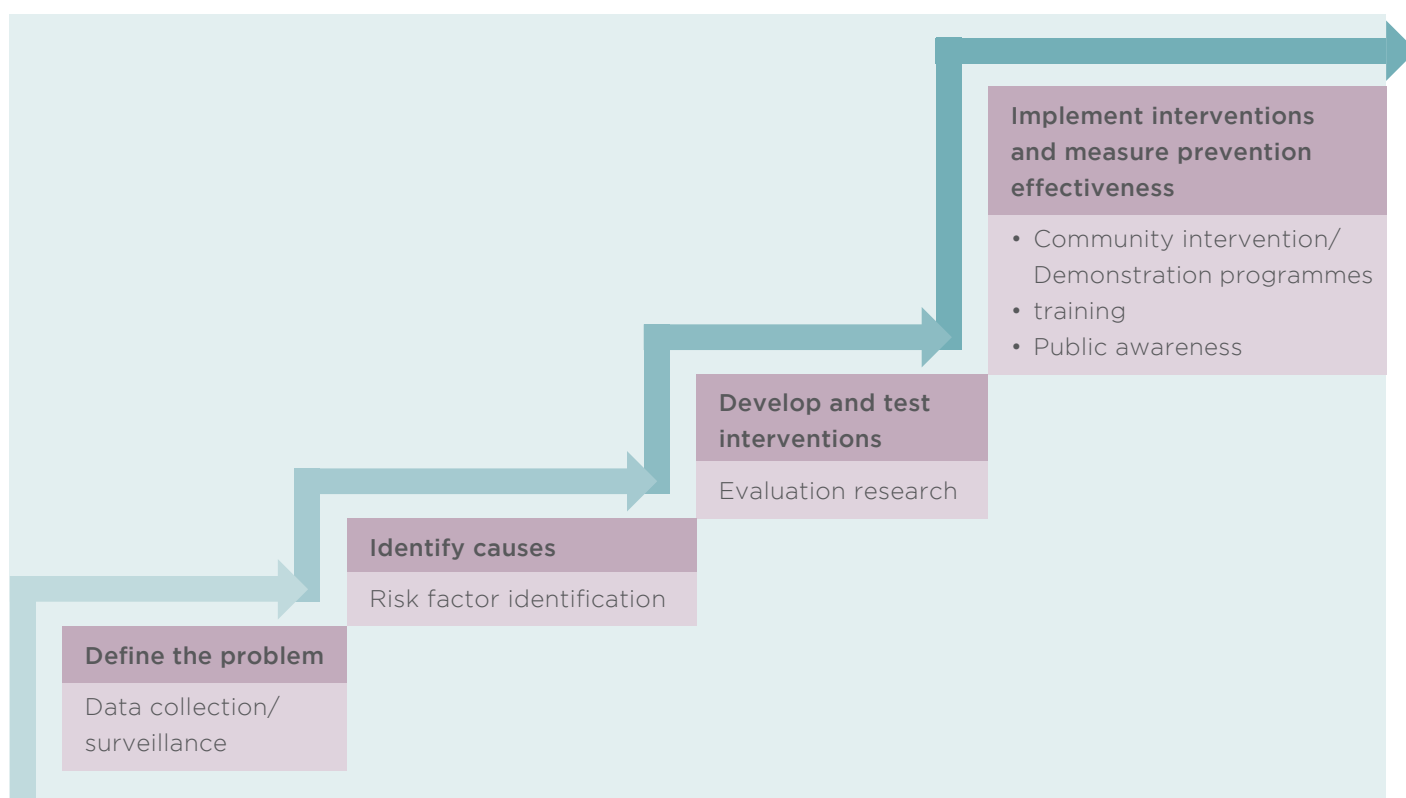 Implement interventions
and measure prevention
effectiveness
• Community intervention/
Demonstration programmes
• training
• Public awareness
Develop and test
interventions
Evaluation research
Identify causes
Risk factor identification
Define the problem
Data collection/
surveillance